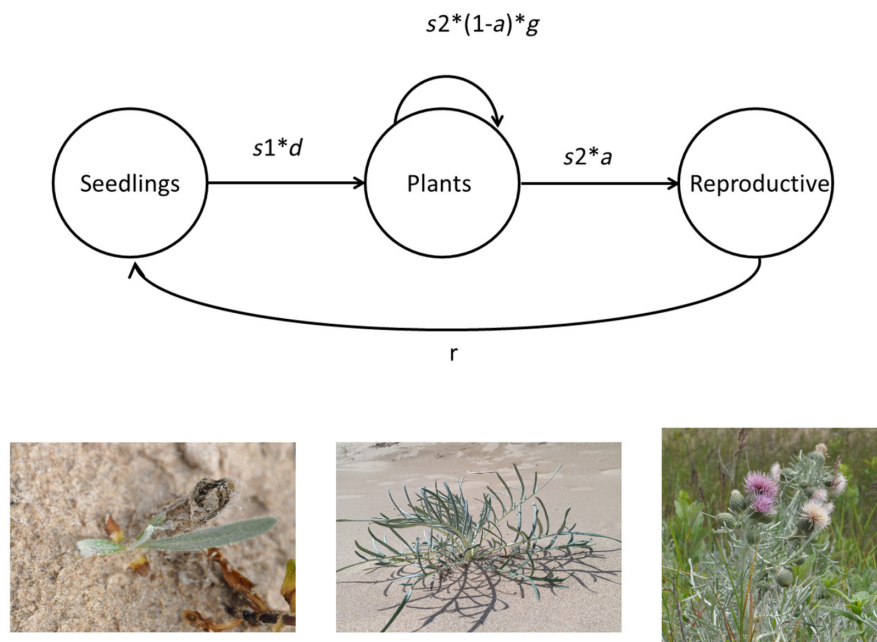 s2*(1-a)*g
s1*d
s2*a
Seedlings
Plants
Reproductive
r